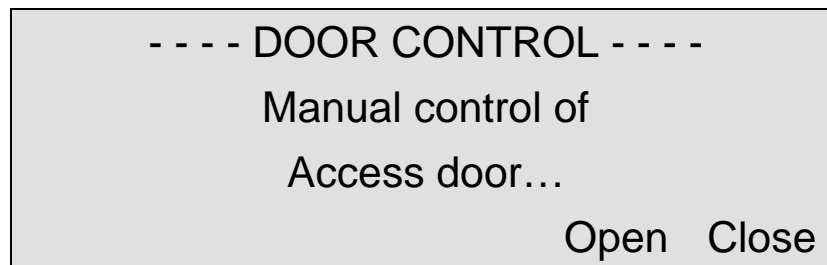 - - - - DOOR CONTROL - - - -
Manual control of
Access door…
Open Close